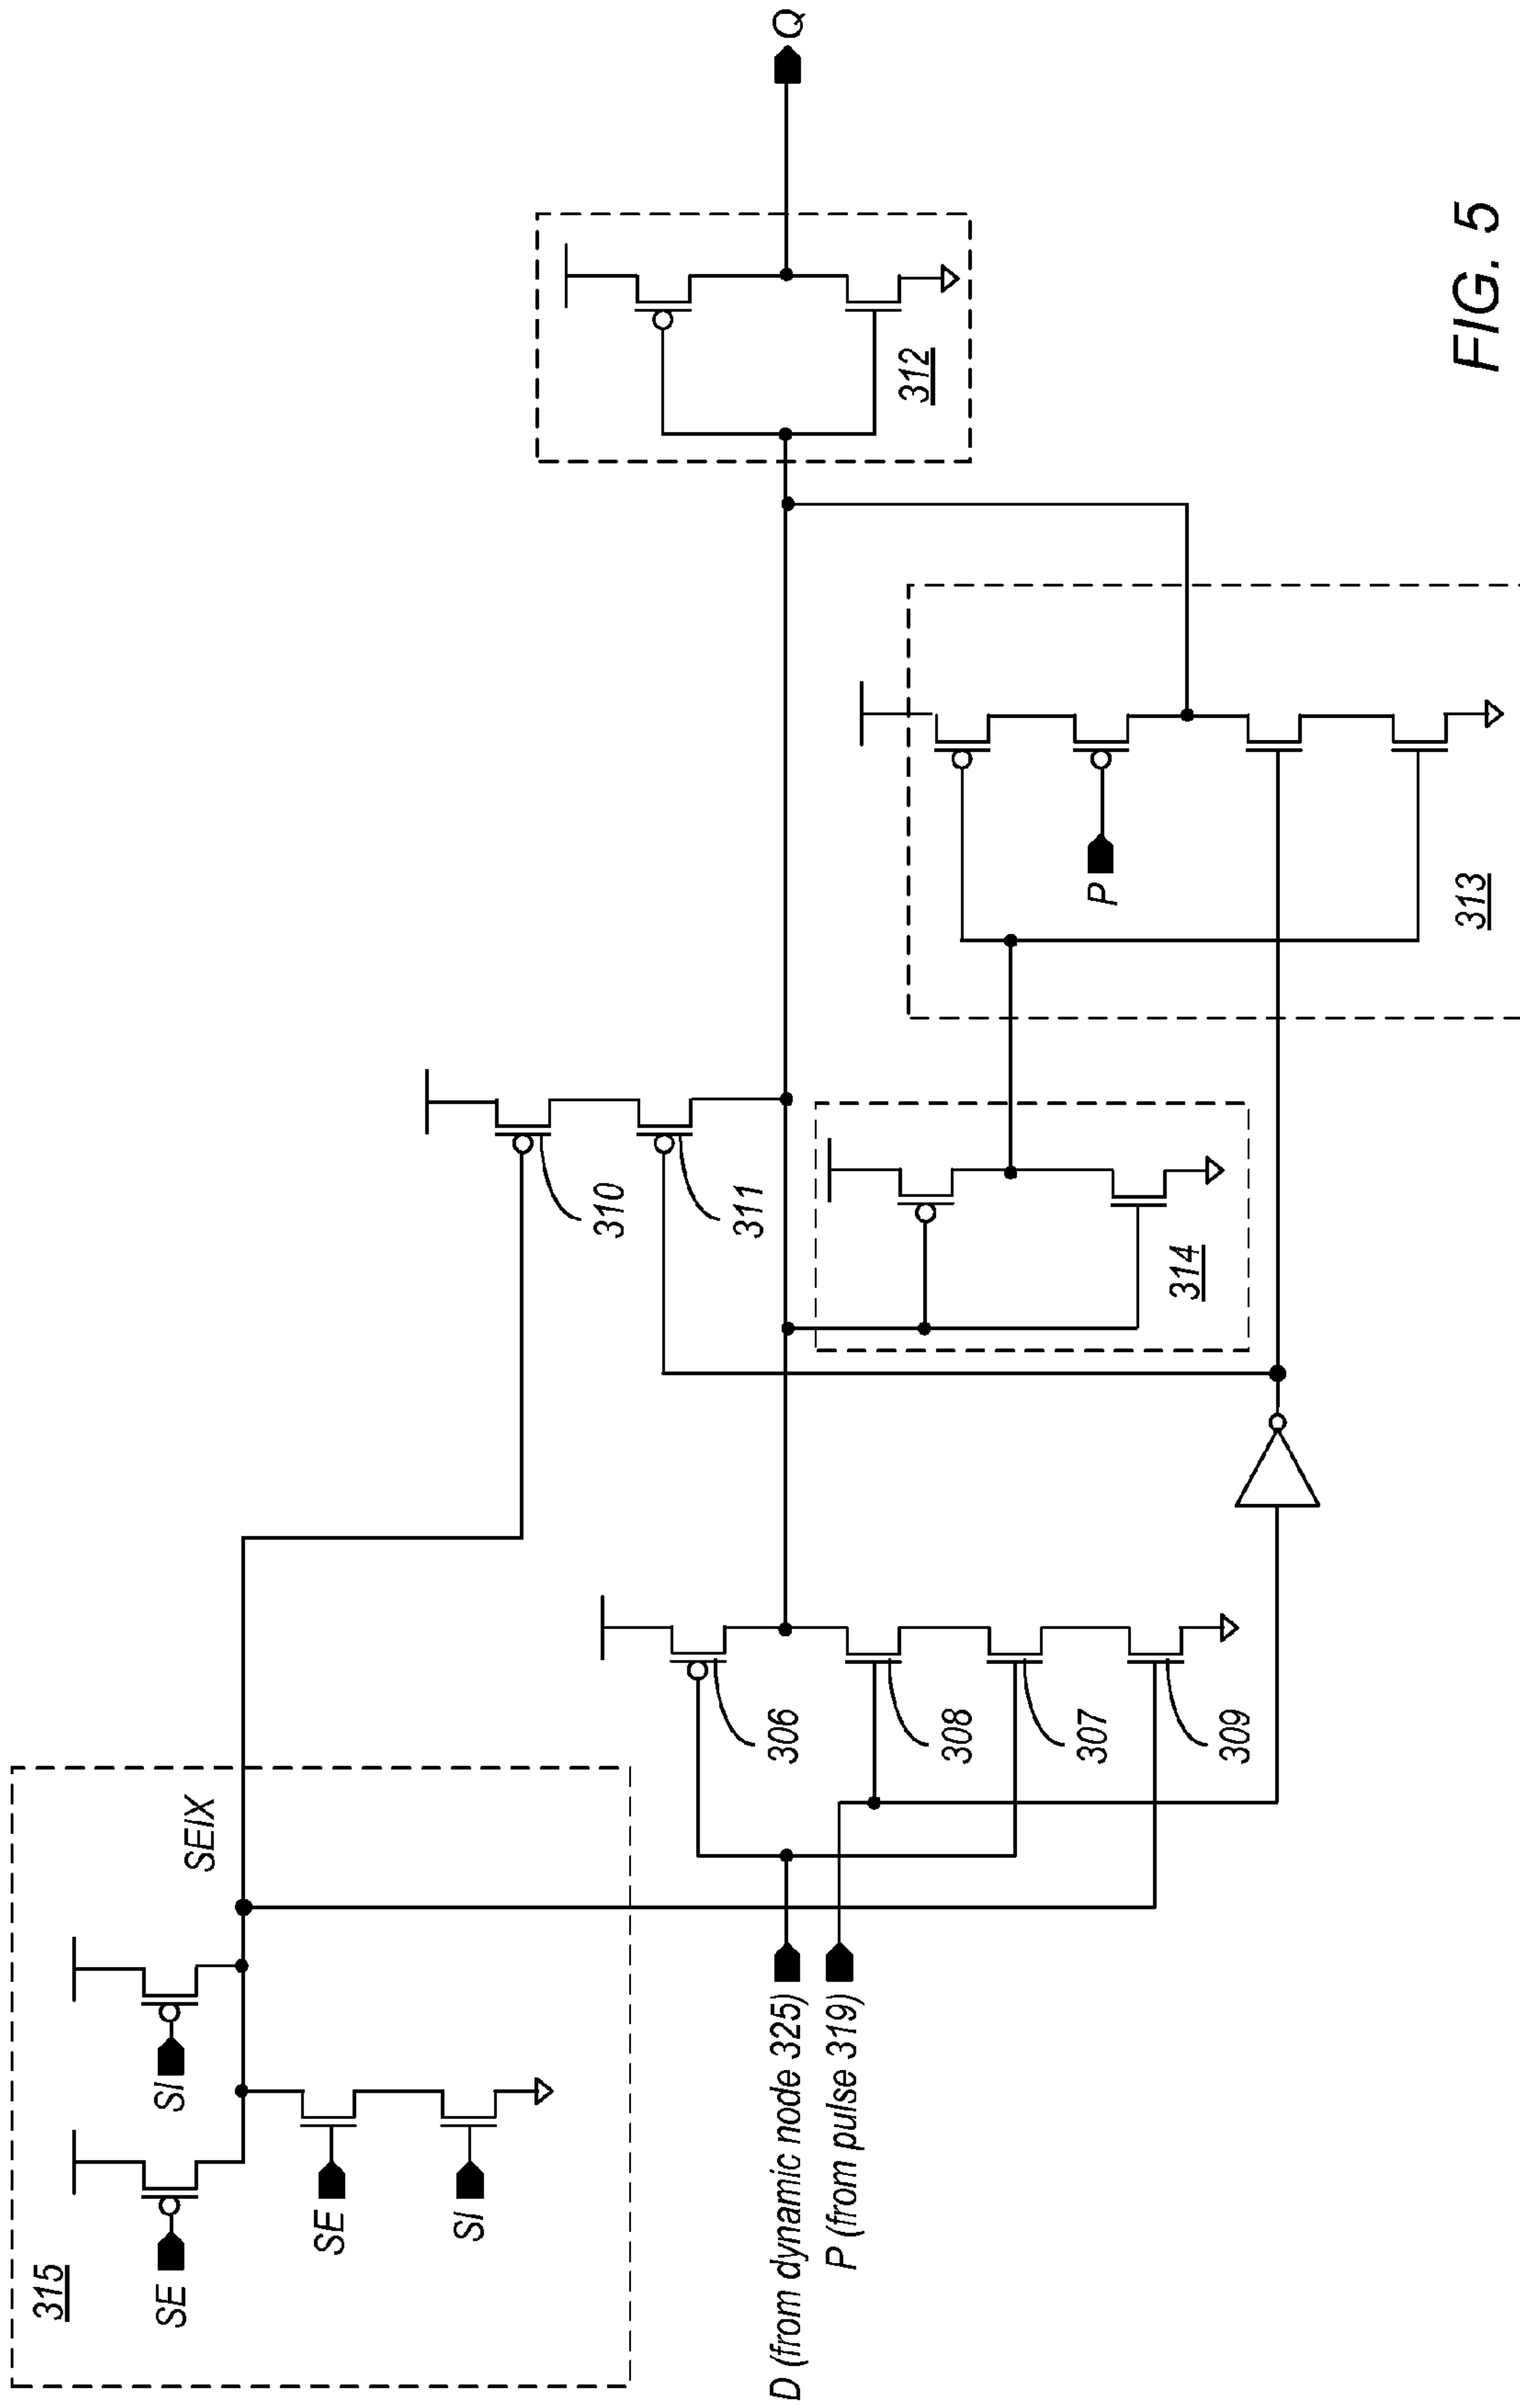 315
SE
SI
SE
SI
SEIX
D (from dynamic node 325)
P (from pulse 319)
306
308
307
309
310
311
314
P
313
312
Q
FIG. 5